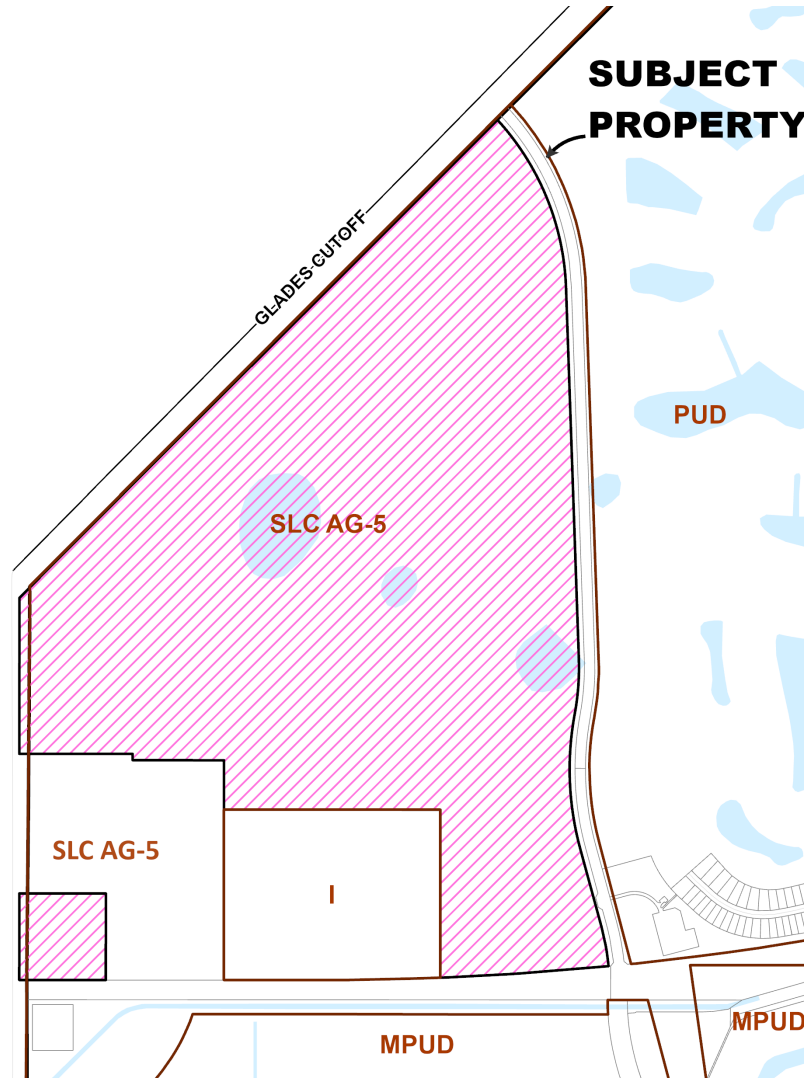 SUBJECT
PROPERTY
GLADES CUTOFF
PUD
SLC AG-5
SLC AG-5
I
MPUD
MPUD